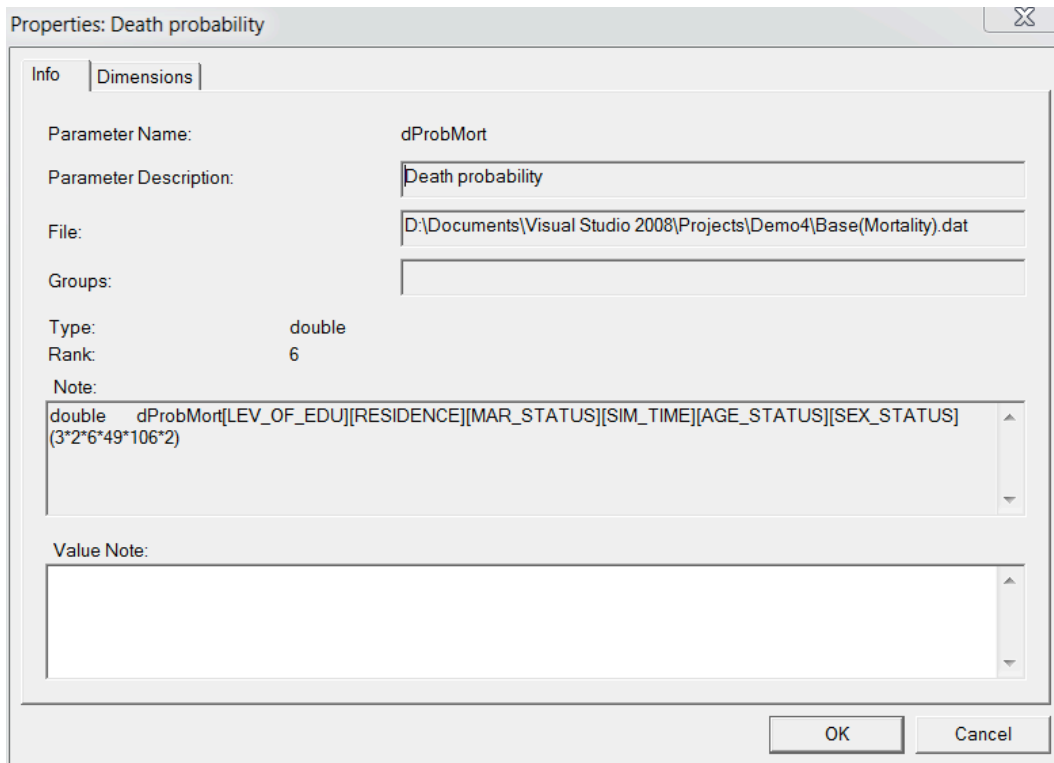 Properties: Death probability
Info Dimensions
Parameter Name: dProbMort
Parameter Description: Death probability
File: D:\Documents\Visual Studio 2008\Projects\Demo4\Base(Mortality).dat
Groups:
Type: double
Rank: 6
Note:
double dProbMort[LEV_OF_EDU][RESIDENCE][MAR_STATUS][SIM_TIME][AGE_STATUS][SEX_STATUS]
(3*2*6*49*106*2)
Value Note:
OK Cancel